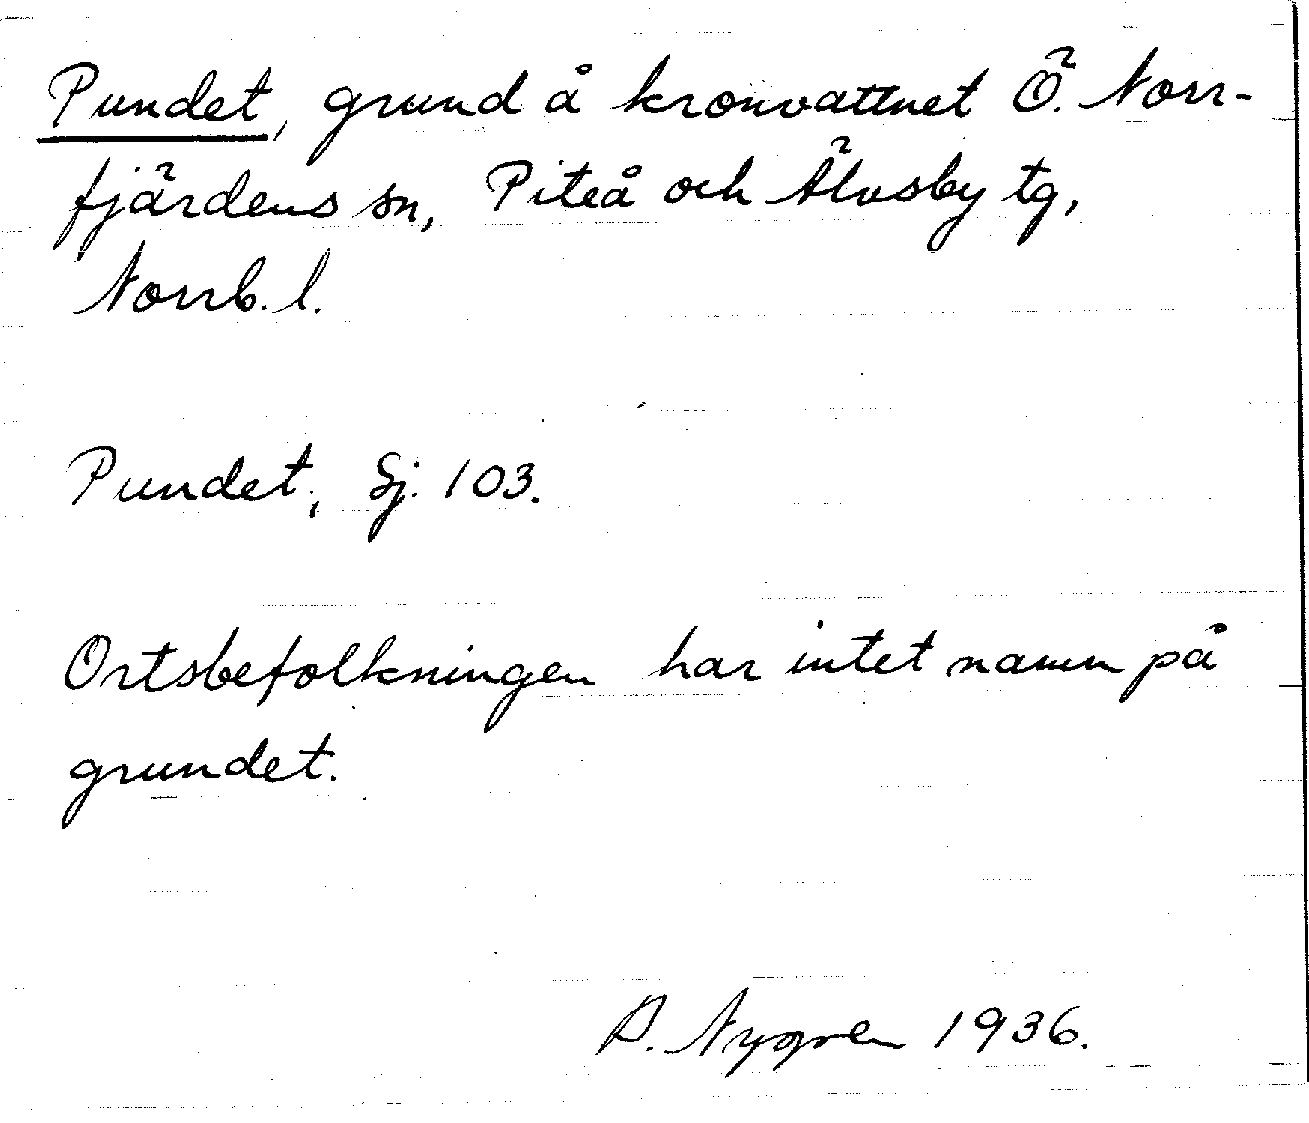 Pundet, grund å kronvattnet Ö. Norr-
fjärdens sn, Piteå och Älvsby tg,
Norrb. l.
Pundet, Sj. 103.
Ortsbefolkningen har intet namn på
grundet.
A. Nygren 1936.